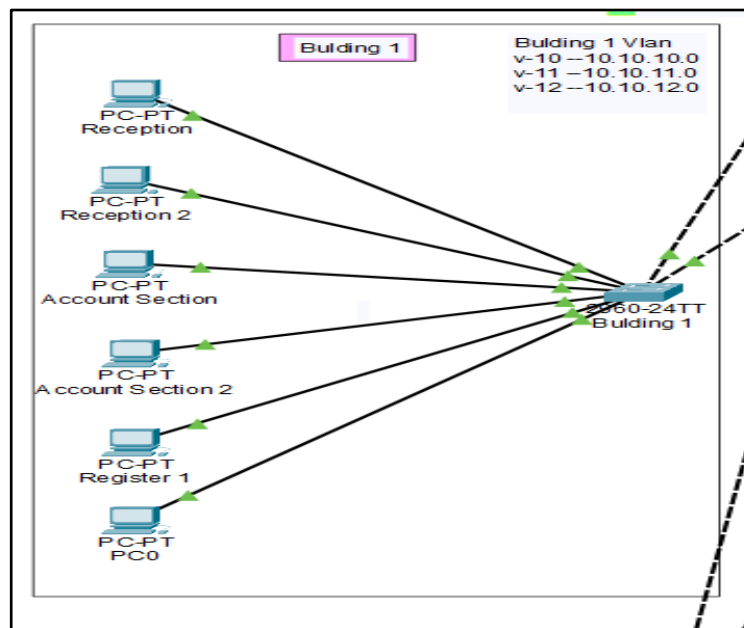 Bulding 1
Bulding 1 Vlan
v-10 --10.10.10.0
v-11 --10.10.11.0
v-12 --10.10.12.0
PC-PT
Reception
PC-PT
Reception 2
PC-PT
Account Section
PC-PT
Account Section 2
PC-PT
Register 1
PC-PT
PC0
2960-24TT
Bulding 1